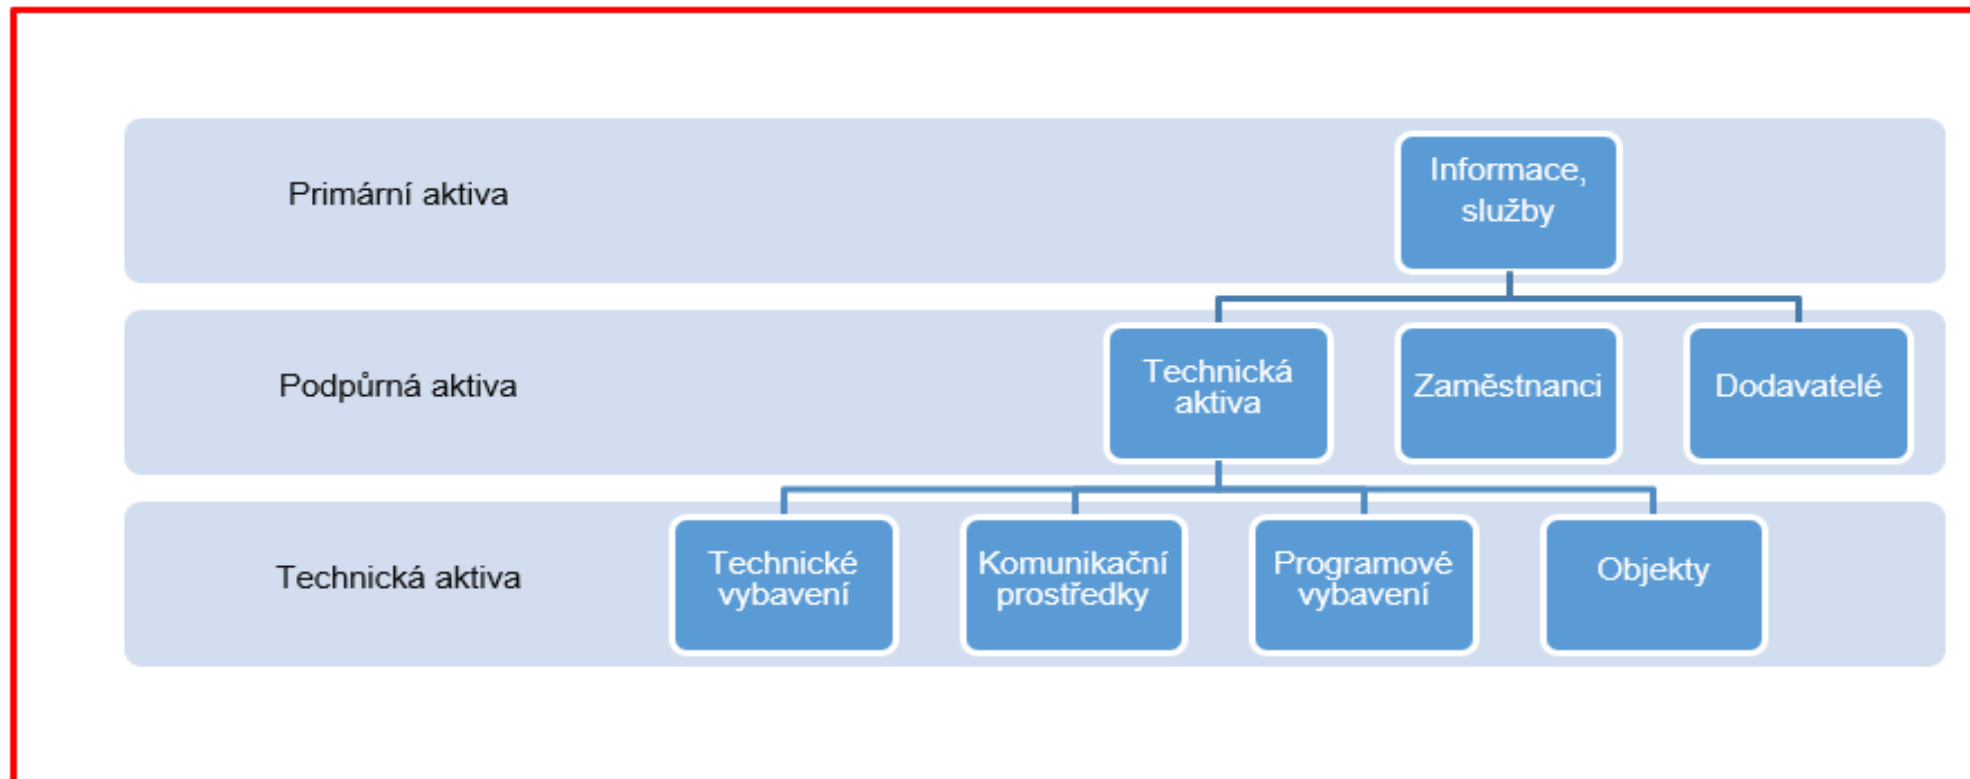 Primární aktiva
Informace,
služby
Podpůrná aktiva
Technická
aktiva
Zaměstnanci
Dodavatelé
Technická aktiva
Technické
vybavení
Komunikační
prostředky
Programové
vybavení
Objekty